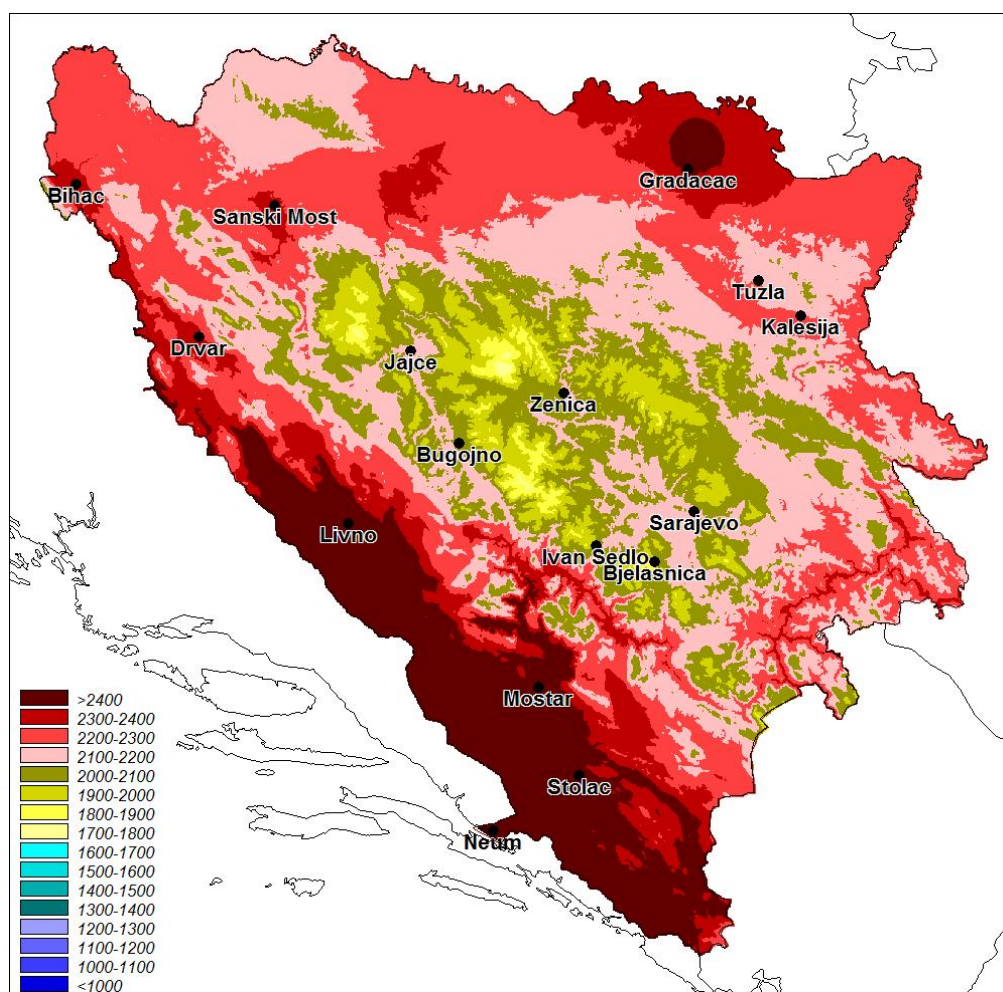 Bihac
Sanski Most
Gradacac
Tuzla
Kalesija
Drvar
Jajce
Zenica
Bugojno
Livno
Sarajevo
Ivan Sedlo
Bjelasnica
Mostar
Stolac
Neum
>2400
2300-2400
2200-2300
2100-2200
2000-2100
1900-2000
1800-1900
1700-1800
1600-1700
1500-1600
1400-1500
1300-1400
1200-1300
1100-1200
1000-1100
<1000